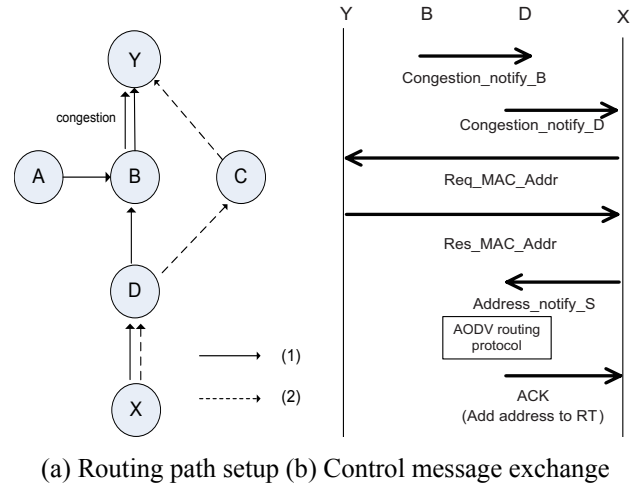 Y
congestion
A
B
C
D
X
(1)
(2)
Y B D X
Congestion_notify_B
Congestion_notify_D
Req_MAC_Addr
Res_MAC_Addr
Address_notify_S
AODV routing
protocol
ACK
(Add address to RT)
(a) Routing path setup (b) Control message exchange